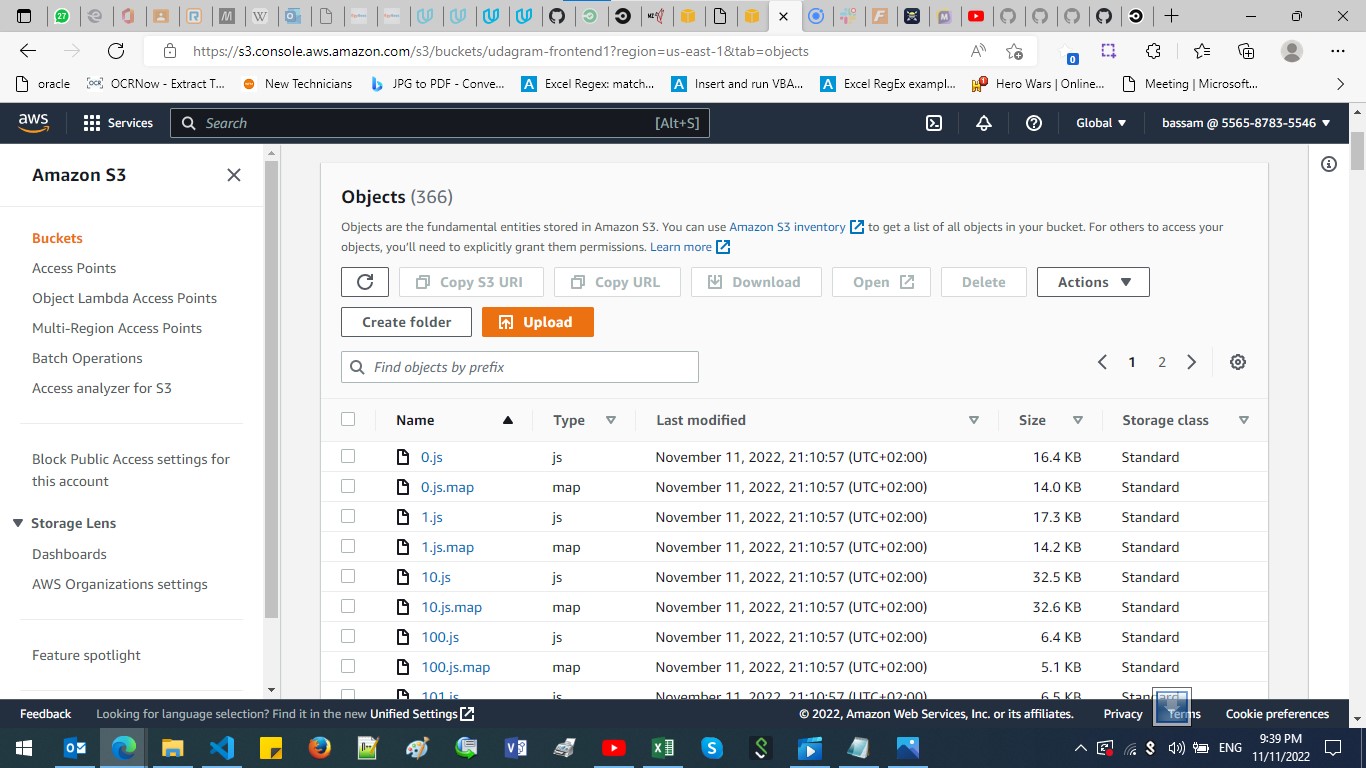 27
https://s3.console.aws.amazon.com/s3/buckets/udagram-frontend1?region=us-east-1&tab=objects
0
oracle
OCRNow - Extract T...
New Technicians
JPG to PDF - Conve...
Excel Regex: match...
Insert and run VBA...
Excel RegEx exampl...
Hero Wars | Online...
Meeting | Microsoft...
aws
Services
Search
[Alt+S]
Global
bassam @ 5565-8783-5546
Amazon S3
Buckets
Access Points
Object Lambda Access Points
Multi-Region Access Points
Batch Operations
Access analyzer for S3
Block Public Access settings for
this account
Storage Lens
Dashboards
AWS Organizations settings
Feature spotlight
Objects (366)
Objects are the fundamental entities stored in Amazon S3. You can use Amazon S3 inventory to get a list of all objects in your bucket. For others to access your
objects, you'll need to explicitly grant them permissions. Learn more
Copy S3 URI
Copy URL
Download
Open
Delete
Actions
Create folder
Upload
Find objects by prefix
1 2
Name Type Last modified Size Storage class
0.js js November 11, 2022, 21:10:57 (UTC+02:00) 16.4 KB Standard
0.js.map map November 11, 2022, 21:10:57 (UTC+02:00) 14.0 KB Standard
1.js js November 11, 2022, 21:10:57 (UTC+02:00) 17.3 KB Standard
1.js.map map November 11, 2022, 21:10:57 (UTC+02:00) 14.2 KB Standard
10.js js November 11, 2022, 21:10:57 (UTC+02:00) 32.5 KB Standard
10.js.map map November 11, 2022, 21:10:57 (UTC+02:00) 32.6 KB Standard
100.js js November 11, 2022, 21:10:57 (UTC+02:00) 6.4 KB Standard
100.js.map map November 11, 2022, 21:10:57 (UTC+02:00) 5.1 KB Standard
101.js js November 11, 2022, 21:10:57 (UTC+02:00) 6.5 KB Standard
Feedback
Looking for language selection? Find it in the new Unified Settings
© 2022, Amazon Web Services, Inc. or its affiliates.
Privacy
Terms
Cookie preferences
ENG
9:39 PM
11/11/2022